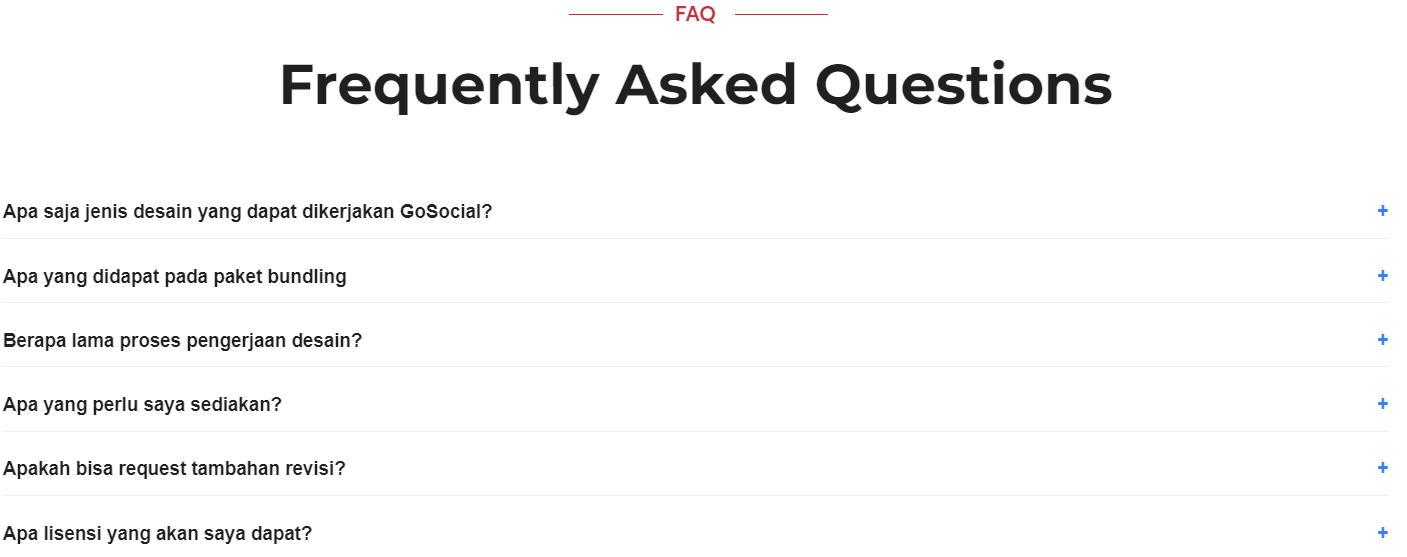 FAQ
Frequently Asked Questions
Apa saja jenis desain yang dapat dikerjakan GoSocial? +
Apa yang didapat pada paket bundling +
Berapa lama proses pengerjaan desain? +
Apa yang perlu saya sediakan? +
Apakah bisa request tambahan revisi? +
Apa lisensi yang akan saya dapat? +